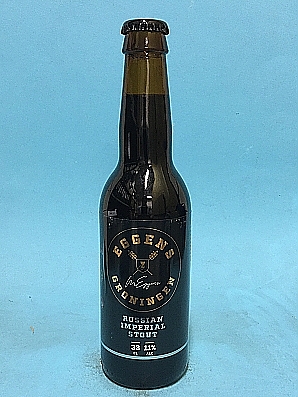 EGGENS
GRONINGEN
RUSSIAN
IMPERIAL
STOUT
33 11%
CL ALC